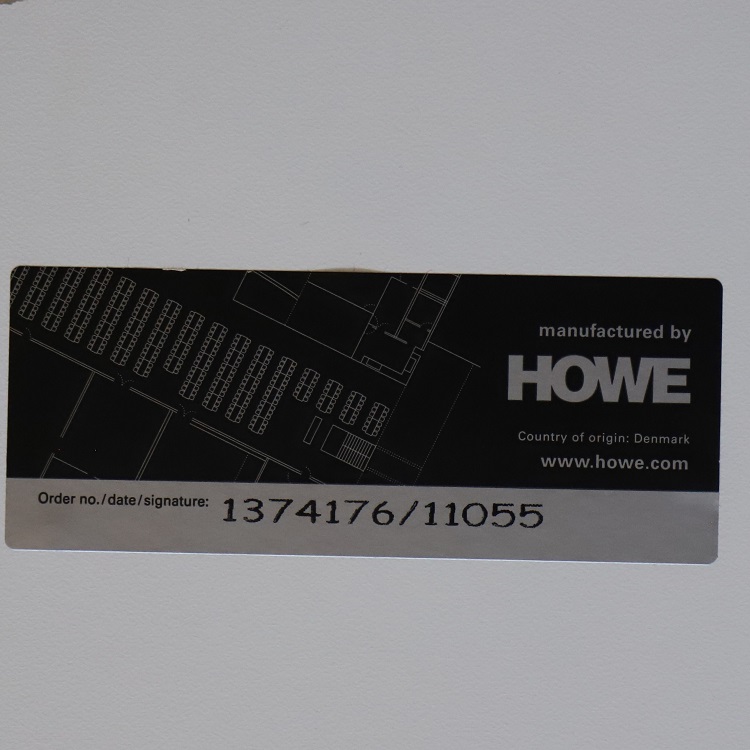 manufactured by
HOWE
Country of origin: Denmark
www.howe.com
Order no./date/signature: 1374176/11055